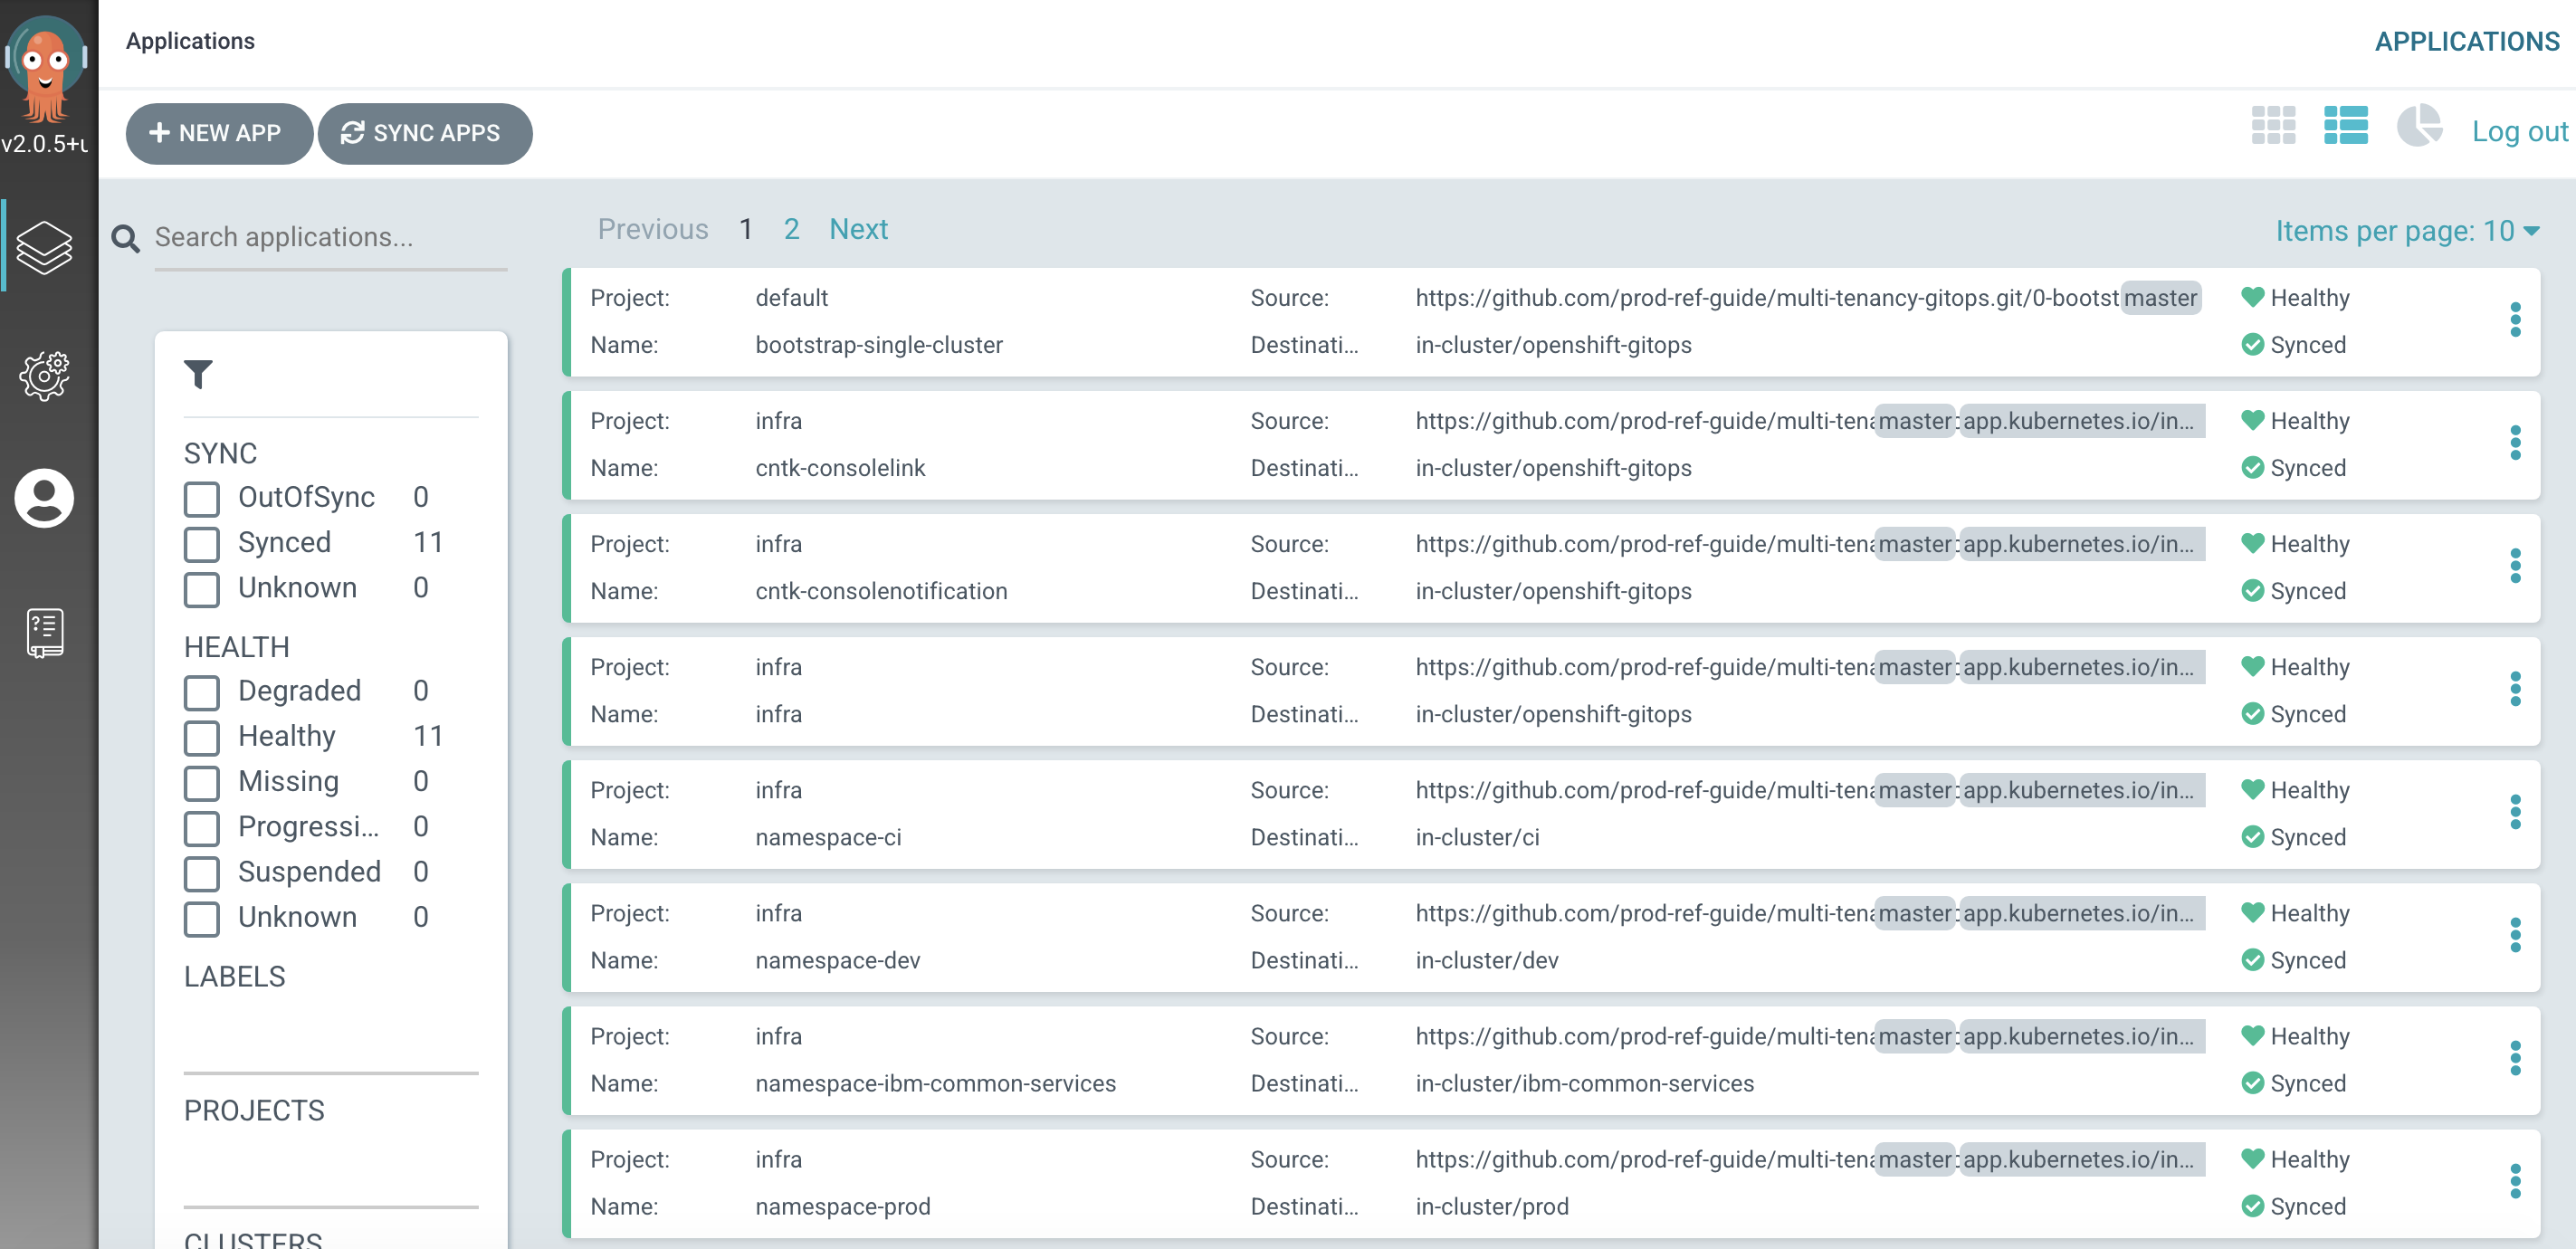 Applications
APPLICATIONS
v2.0.5+
NEW APP
SYNC APPS
Log out
Search applications...
Previous 1 2 Next
Items per page: 10
SYNC
OutOfSync 0
Synced 11
Unknown 0
HEALTH
Degraded 0
Healthy 11
Missing 0
Progressi... 0
Suspended 0
Unknown 0
LABELS
PROJECTS
CLUSTERS
Project: default Source: https://github.com/prod-ref-guide/multi-tenancy-gitops.git/0-bootst master Healthy
Name: bootstrap-single-cluster Destinati... in-cluster/openshift-gitops Synced
Project: infra Source: https://github.com/prod-ref-guide/multi-tena master app.kubernetes.io/in... Healthy
Name: cntk-consolelink Destinati... in-cluster/openshift-gitops Synced
Project: infra Source: https://github.com/prod-ref-guide/multi-tena master app.kubernetes.io/in... Healthy
Name: cntk-consolenotification Destinati... in-cluster/openshift-gitops Synced
Project: infra Source: https://github.com/prod-ref-guide/multi-tena master app.kubernetes.io/in... Healthy
Name: infra Destinati... in-cluster/openshift-gitops Synced
Project: infra Source: https://github.com/prod-ref-guide/multi-tena master app.kubernetes.io/in... Healthy
Name: namespace-ci Destinati... in-cluster/ci Synced
Project: infra Source: https://github.com/prod-ref-guide/multi-tena master app.kubernetes.io/in... Healthy
Name: namespace-dev Destinati... in-cluster/dev Synced
Project: infra Source: https://github.com/prod-ref-guide/multi-tena master app.kubernetes.io/in... Healthy
Name: namespace-ibm-common-services Destinati... in-cluster/ibm-common-services Synced
Project: infra Source: https://github.com/prod-ref-guide/multi-tena master app.kubernetes.io/in... Healthy
Name: namespace-prod Destinati... in-cluster/prod Synced